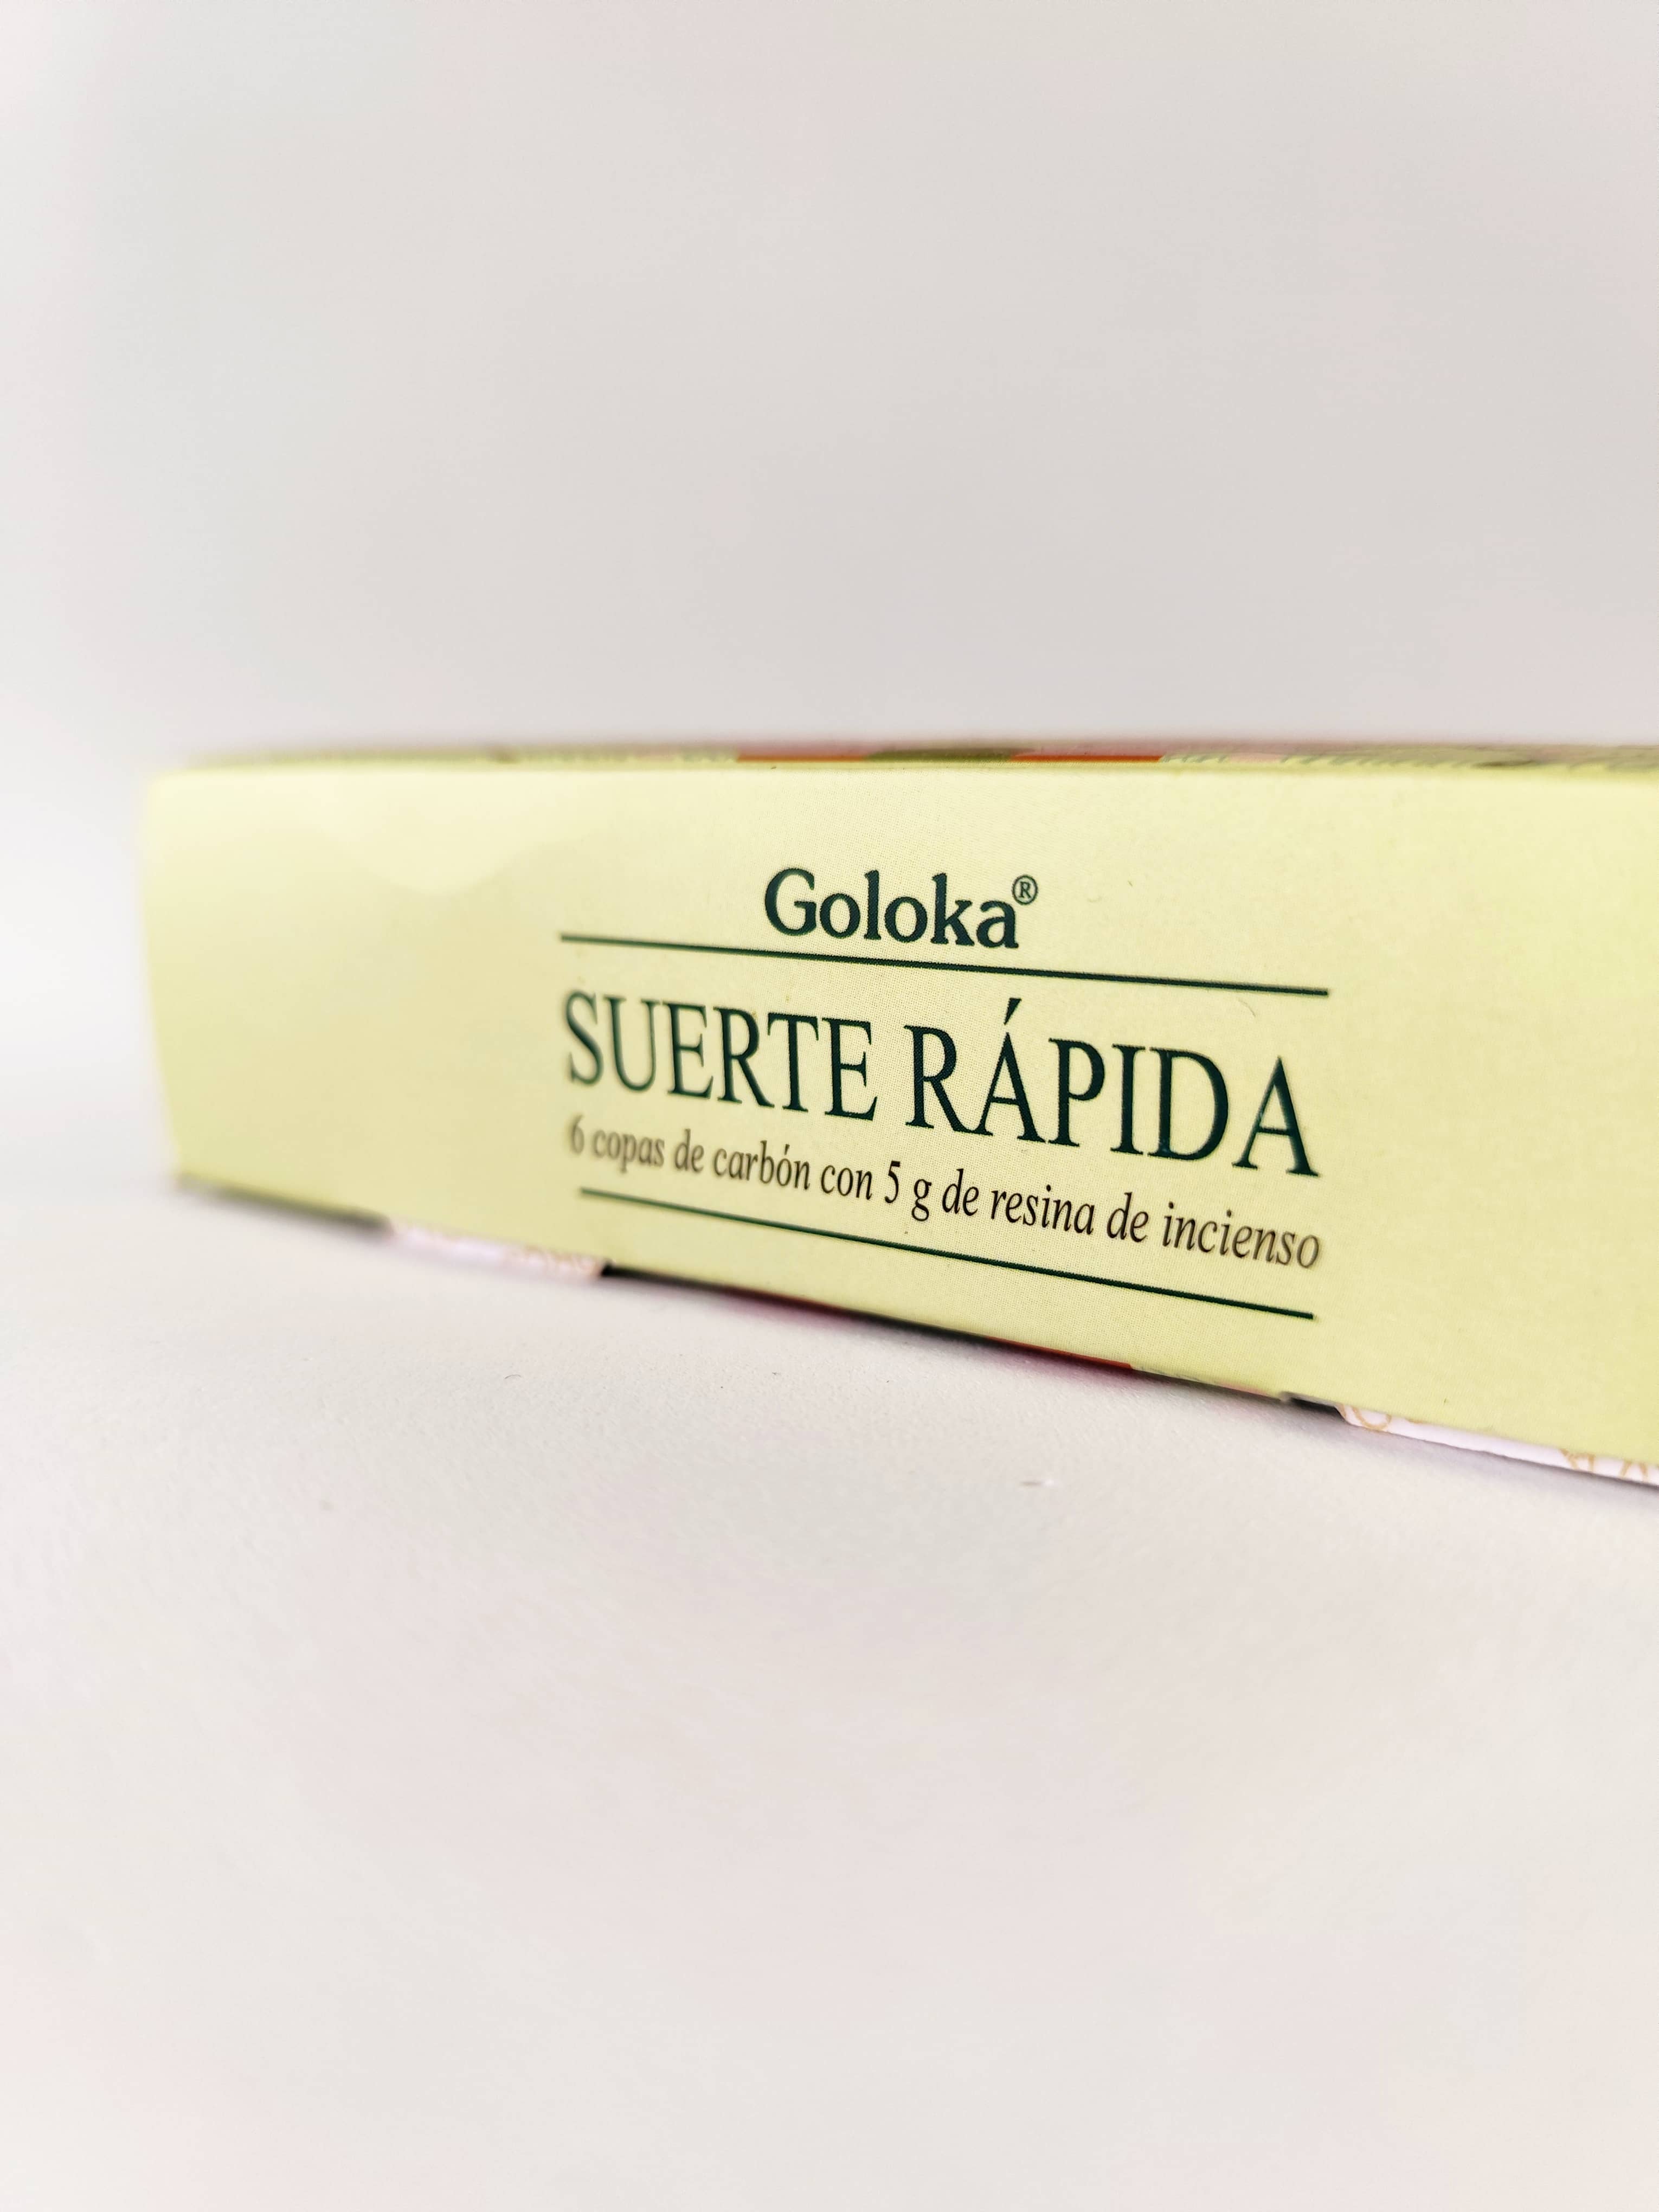 Goloka®
SUERTE RÁPIDA
6 copas de carbón con 5 g de resina de incienso